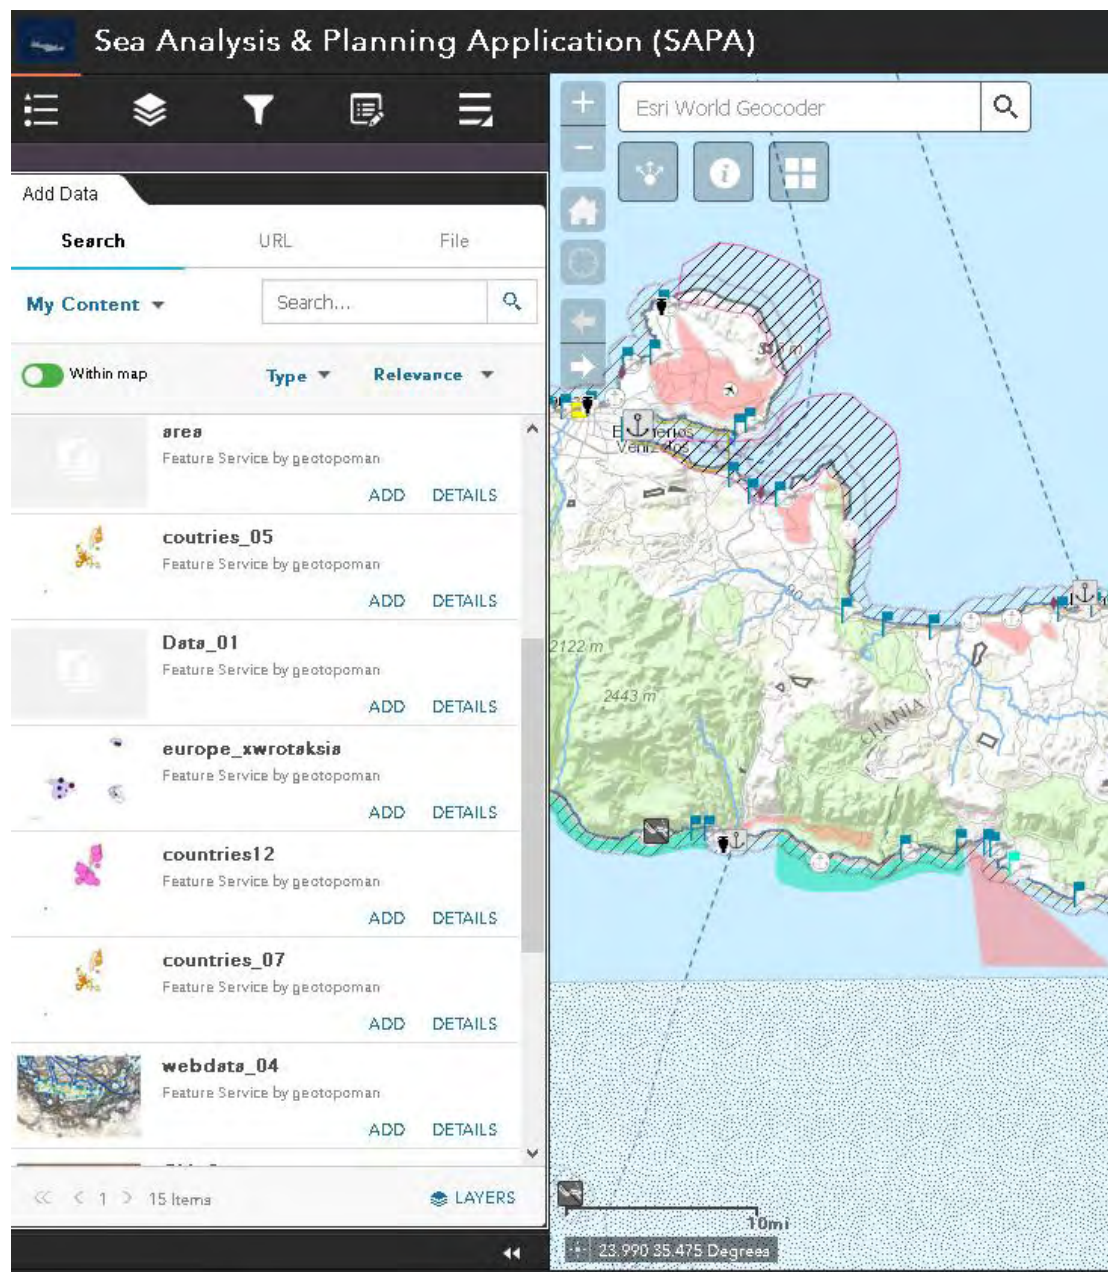 Sea Analysis & Planning Application (SAPA)
Esri World Geocoder
Add Data
Search URL File
My Content Search...
Within map Type Relevance
area
Feature Service by geotopoman
ADD DETAILS
coutries_05
Feature Service by geotopoman
ADD DETAILS
Data_01
Feature Service by geotopoman
ADD DETAILS
europe_xwrotaksia
Feature Service by geotopoman
ADD DETAILS
countries12
Feature Service by geotopoman
ADD DETAILS
countries_07
Feature Service by geotopoman
ADD DETAILS
webdata_04
Feature Service by geotopoman
ADD DETAILS
1 15 Items LAYERS
2122 m
2443 m
CHANIA
10mi
23.990 35.475 Degrees